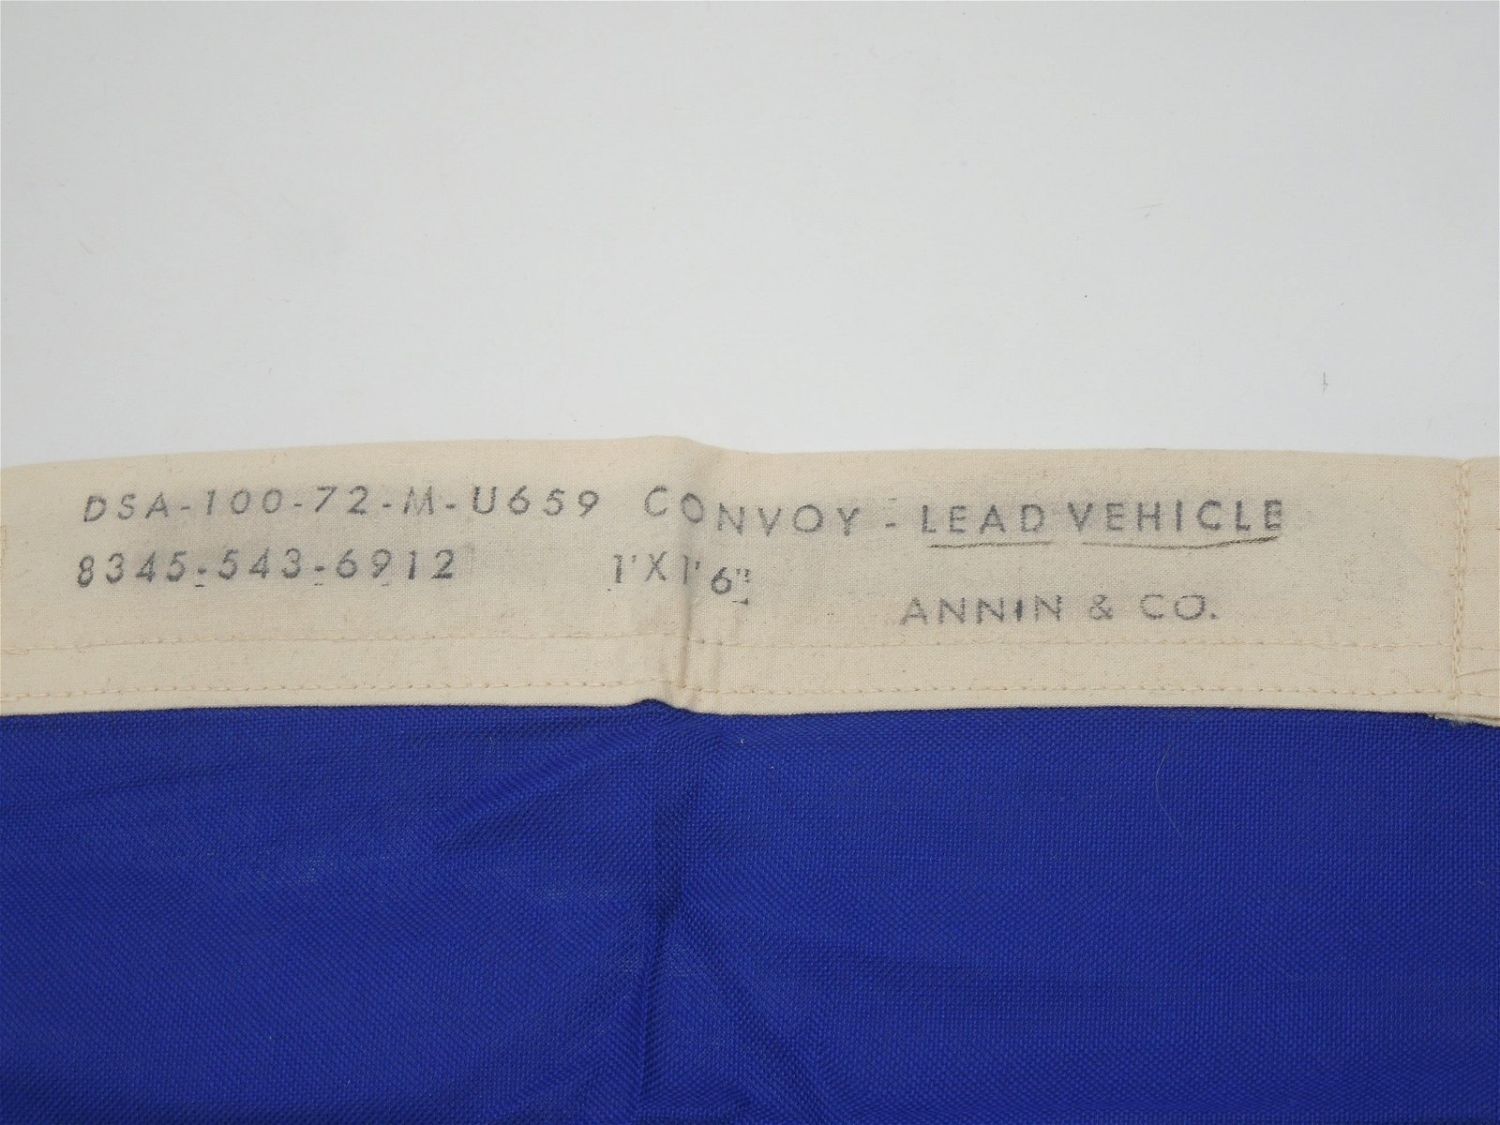 DSA-100-72-M-U659 CONVOY - LEAD VEHICLE
8345-543-6912 1'X1'6"
ANNIN & CO.